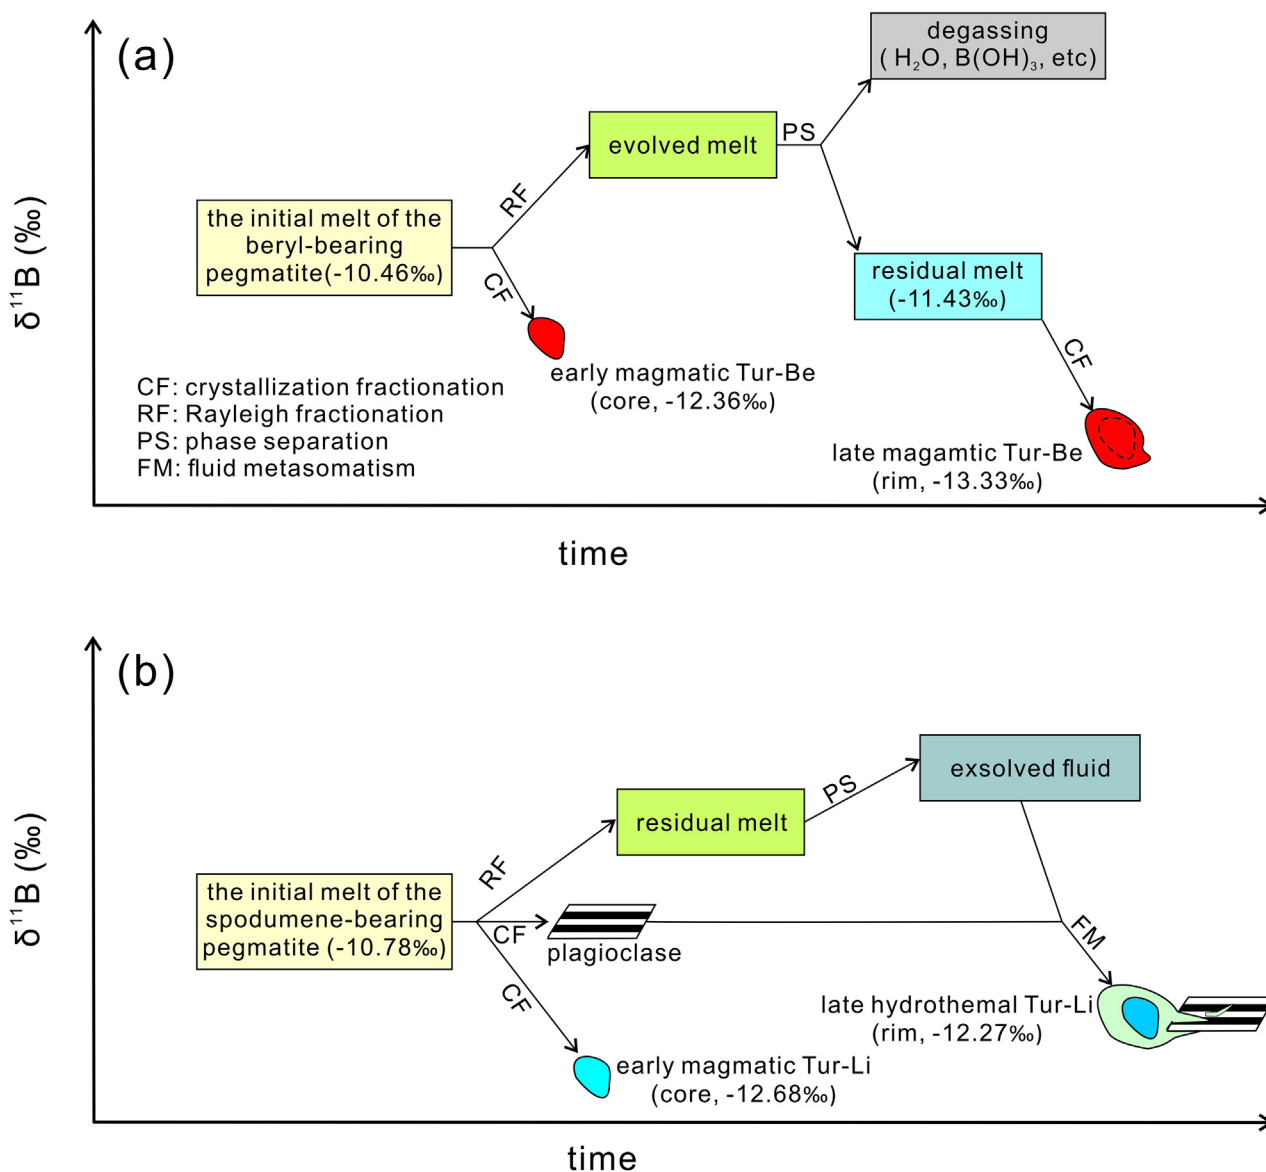 (a)
δ¹¹B (‰)
degassing
( H₂O, B(OH)₃, etc)
evolved melt
PS
RF
the initial melt of the
beryl-bearing
pegmatite(-10.46‰)
CF
residual melt
(-11.43‰)
CF
early magmatic Tur-Be
(core, -12.36‰)
CF: crystallization fractionation
RF: Rayleigh fractionation
PS: phase separation
FM: fluid metasomatism
late magamtic Tur-Be
(rim, -13.33‰)
time
(b)
δ¹¹B (‰)
exsolved fluid
PS
residual melt
RF
the initial melt of the
spodumene-bearing
pegmatite (-10.78‰)
CF
plagioclase
FM
CF
late hydrothemal Tur-Li
(rim, -12.27‰)
early magmatic Tur-Li
(core, -12.68‰)
time